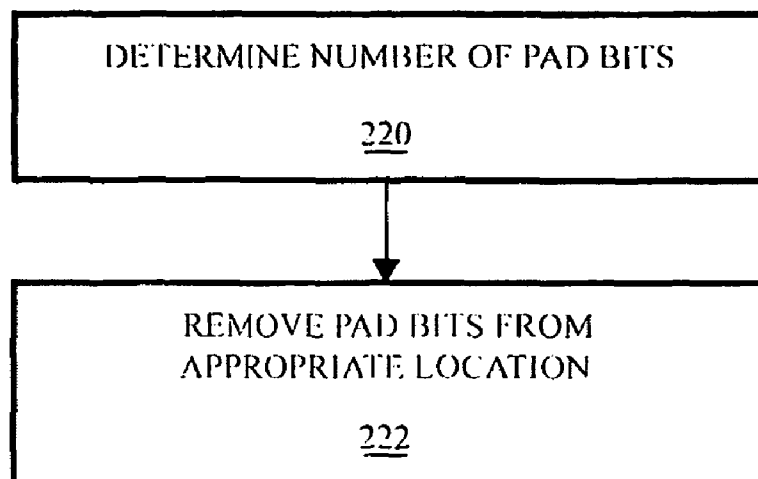 DETERMINE NUMBER OF PAD BITS
220
REMOVE PAD BITS FROM
APPROPRIATE LOCATION
222